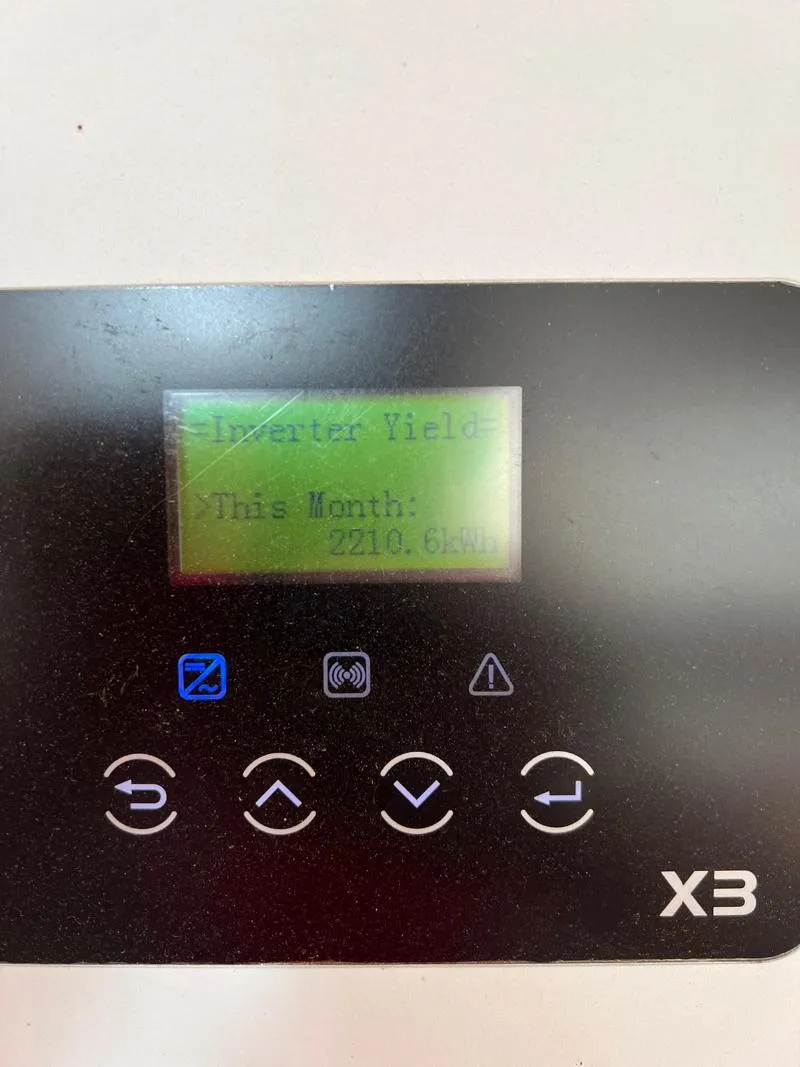 =Inverter Yield=
>This Month:
2210.6kWh
X3